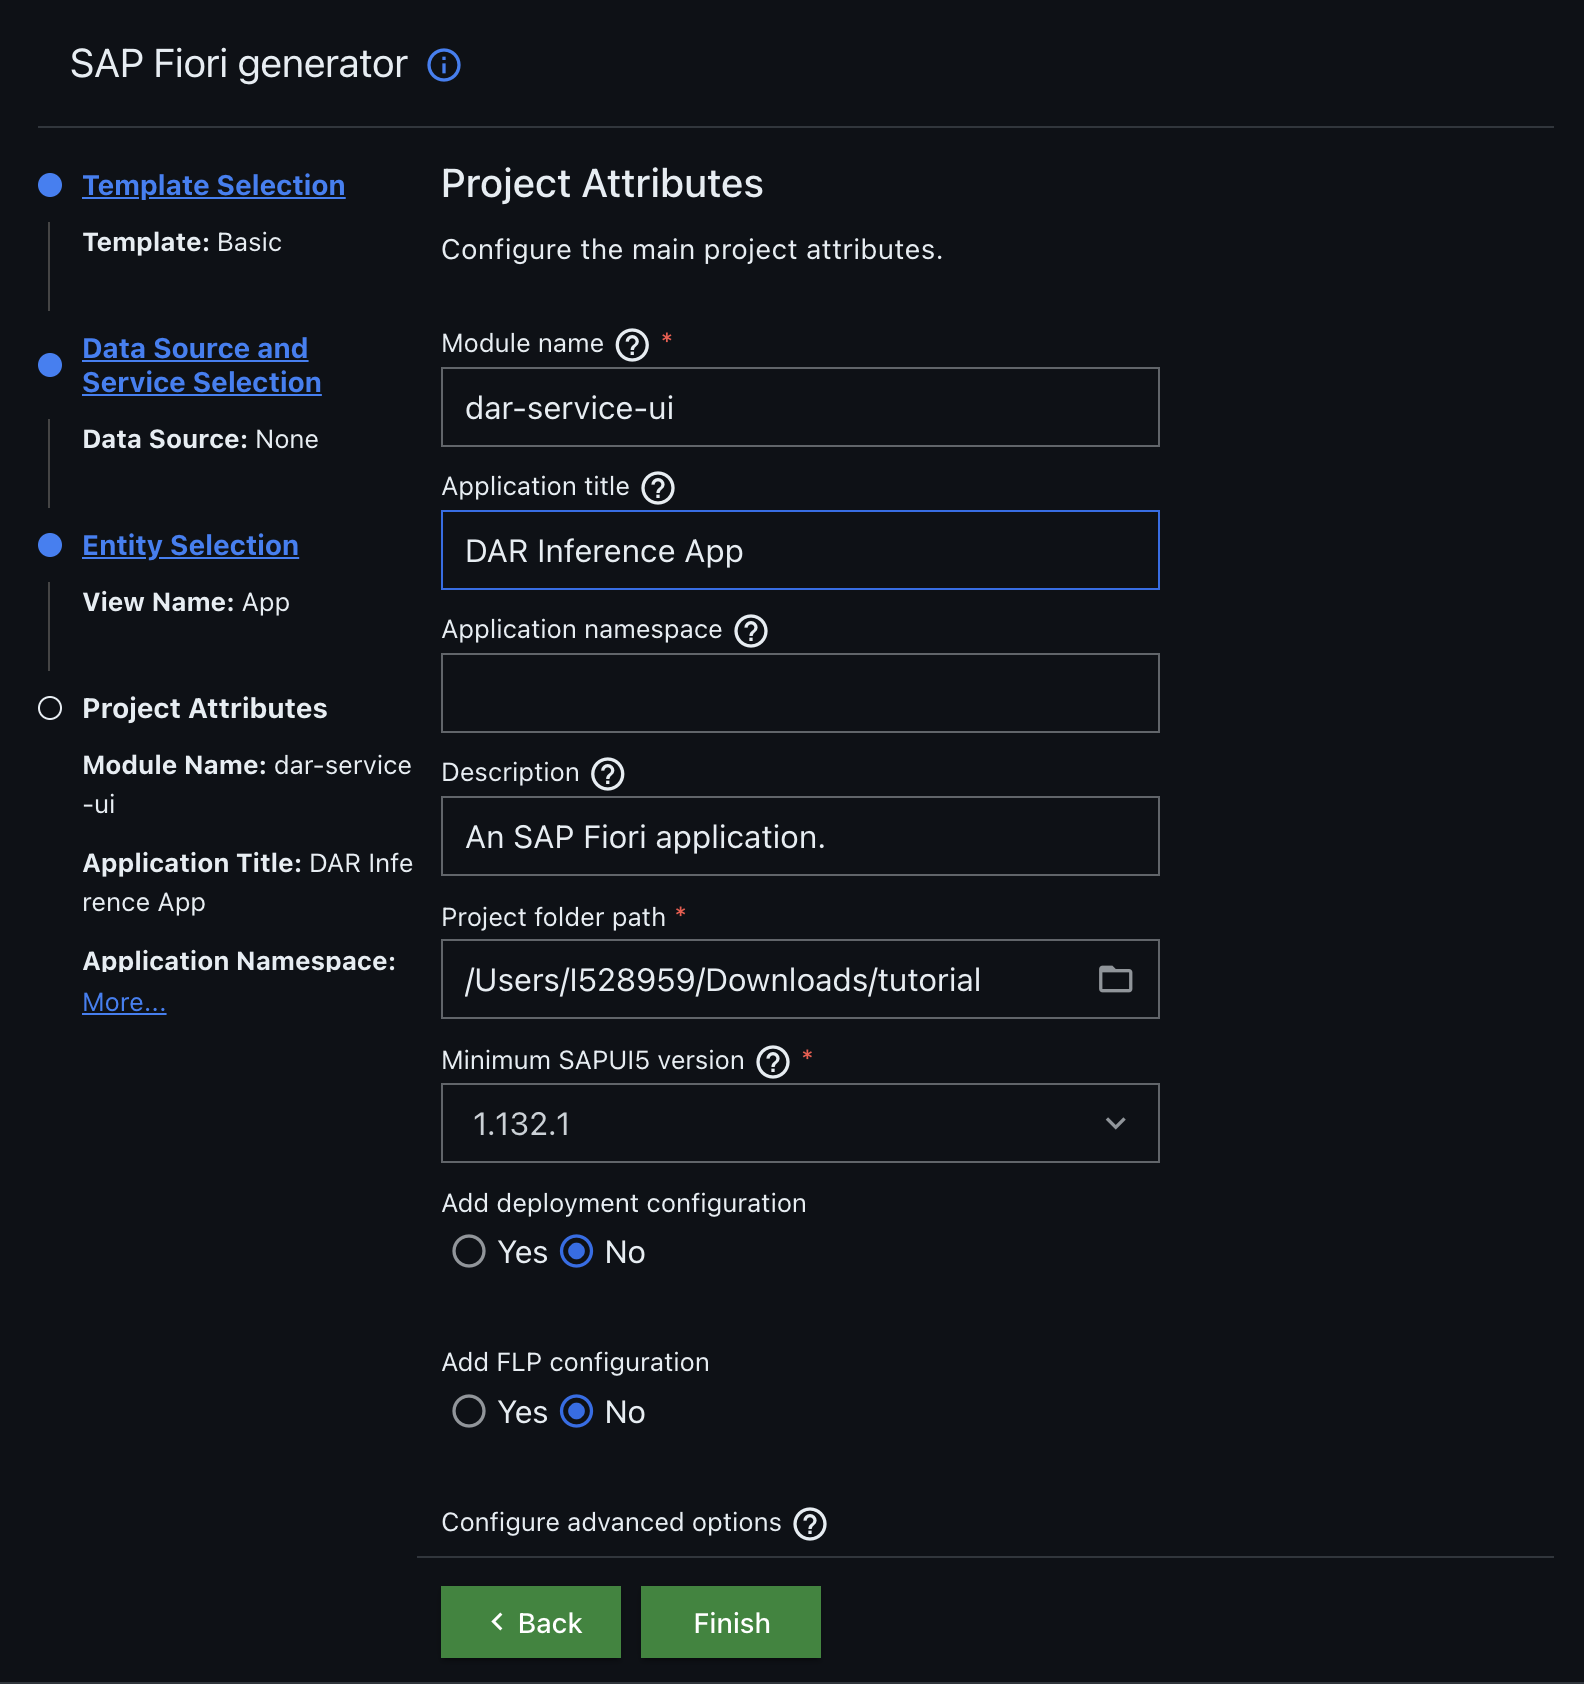 SAP Fiori generator
Template Selection
Template: Basic
Data Source and
Service Selection
Data Source: None
Entity Selection
View Name: App
Project Attributes
Module Name: dar-service
-ui
Application Title: DAR Infe
rence App
Application Namespace:
More...
Project Attributes
Configure the main project attributes.
Module name *
dar-service-ui
Application title
DAR Inference App
Application namespace
Description
An SAP Fiori application.
Project folder path *
/Users/I528959/Downloads/tutorial
Minimum SAPUI5 version *
1.132.1
Add deployment configuration
Yes No
Add FLP configuration
Yes No
Configure advanced options
Back Finish